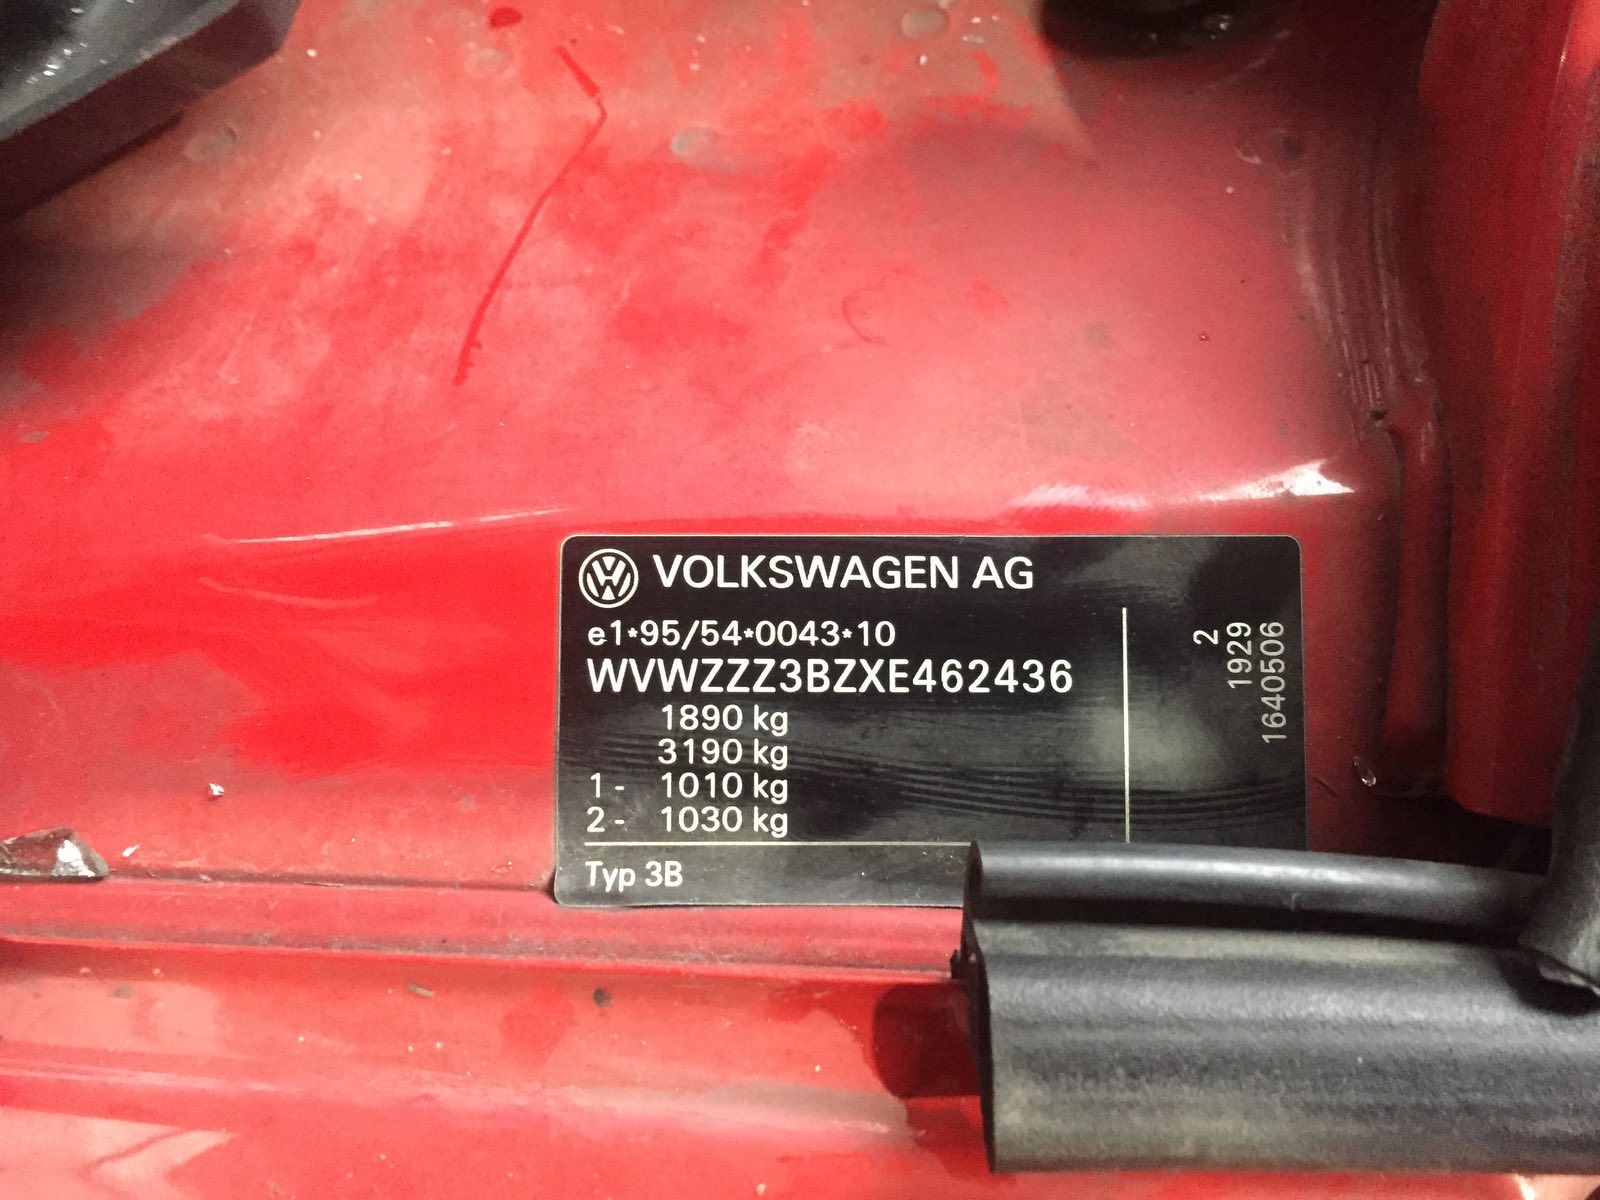 VOLKSWAGEN AG
e1*95/54*0043*10
WVWZZZ3BZXE462436
1890 kg
3190 kg
1 - 1010 kg
2 - 1030 kg
Typ 3B
2
1929
1640506